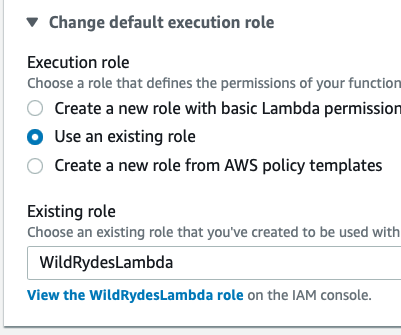 Change default execution role
Execution role
Choose a role that defines the permissions of your function
Create a new role with basic Lambda permission
Use an existing role
Create a new role from AWS policy templates
Existing role
Choose an existing role that you've created to be used with
WildRydesLambda
View the WildRydesLambda role on the IAM console.